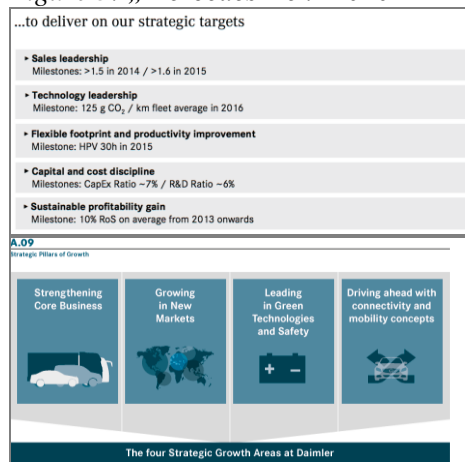 ...to deliver on our strategic targets
▸ Sales leadership
Milestones: >1.5 in 2014 / >1.6 in 2015
▸ Technology leadership
Milestone: 125 g CO₂ / km fleet average in 2016
▸ Flexible footprint and productivity improvement
Milestone: HPV 30h in 2015
▸ Capital and cost discipline
Milestones: CapEx Ratio ~7% / R&D Ratio ~6%
▸ Sustainable profitability gain
Milestone: 10% RoS on average from 2013 onwards
A.09
Strategic Pillars of Growth
Strengthening
Core Business
Growing
in New
Markets
Leading
in Green
Technologies
and Safety
Driving ahead with
connectivity and
mobility concepts
+ −
The four Strategic Growth Areas at Daimler